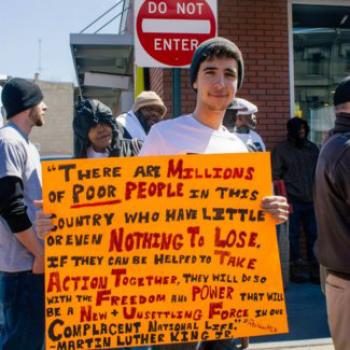 DO NOT
ENTER
"THERE ARE MILLIONS
OF POOR PEOPLE IN THIS
COUNTRY WHO HAVE LITTLE
OR EVEN NOTHING TO LOSE.
IF THEY CAN BE HELPED TO TAKE
ACTION TOGETHER, THEY WILL DO SO
WITH THE FREEDOM AND POWER THAT WILL
BE A NEW + UNSETTLING FORCE IN OUR
COMPLACENT NATIONAL LIFE."
-MARTIN LUTHER KING JR.